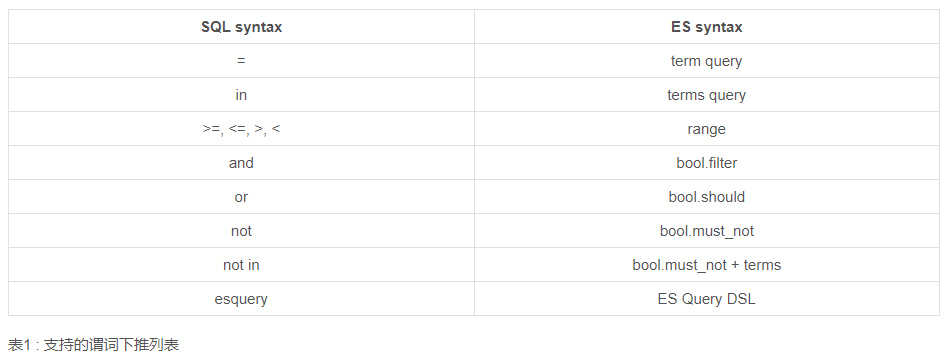 SQL syntax ES syntax
= term query
in terms query
>=, <=, >, < range
and bool.filter
or bool.should
not bool.must_not
not in bool.must_not + terms
esquery ES Query DSL
表1 : 支持的谓词下推列表